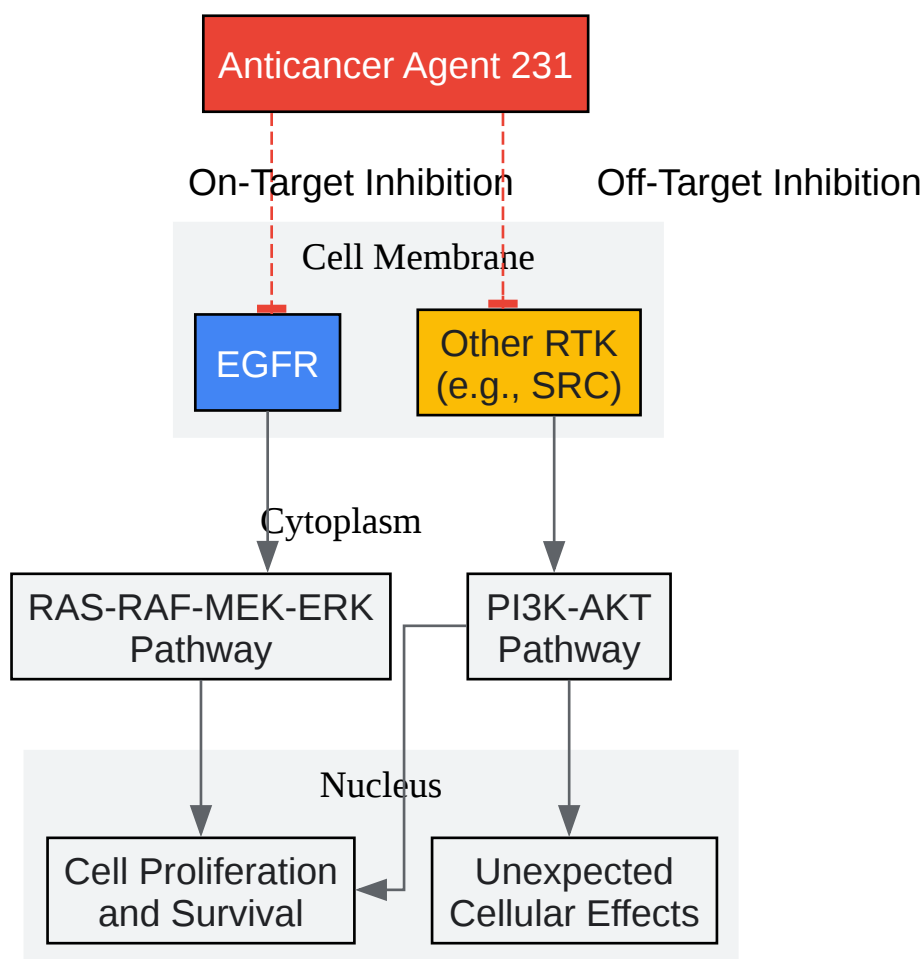 Anticancer Agent 231
On-Target Inhibition
Off-Target Inhibition
Cell Membrane
EGFR
Other RTK
(e.g., SRC)
Cytoplasm
RAS-RAF-MEK-ERK
Pathway
PI3K-AKT
Pathway
Nucleus
Cell Proliferation
and Survival
Unexpected
Cellular Effects